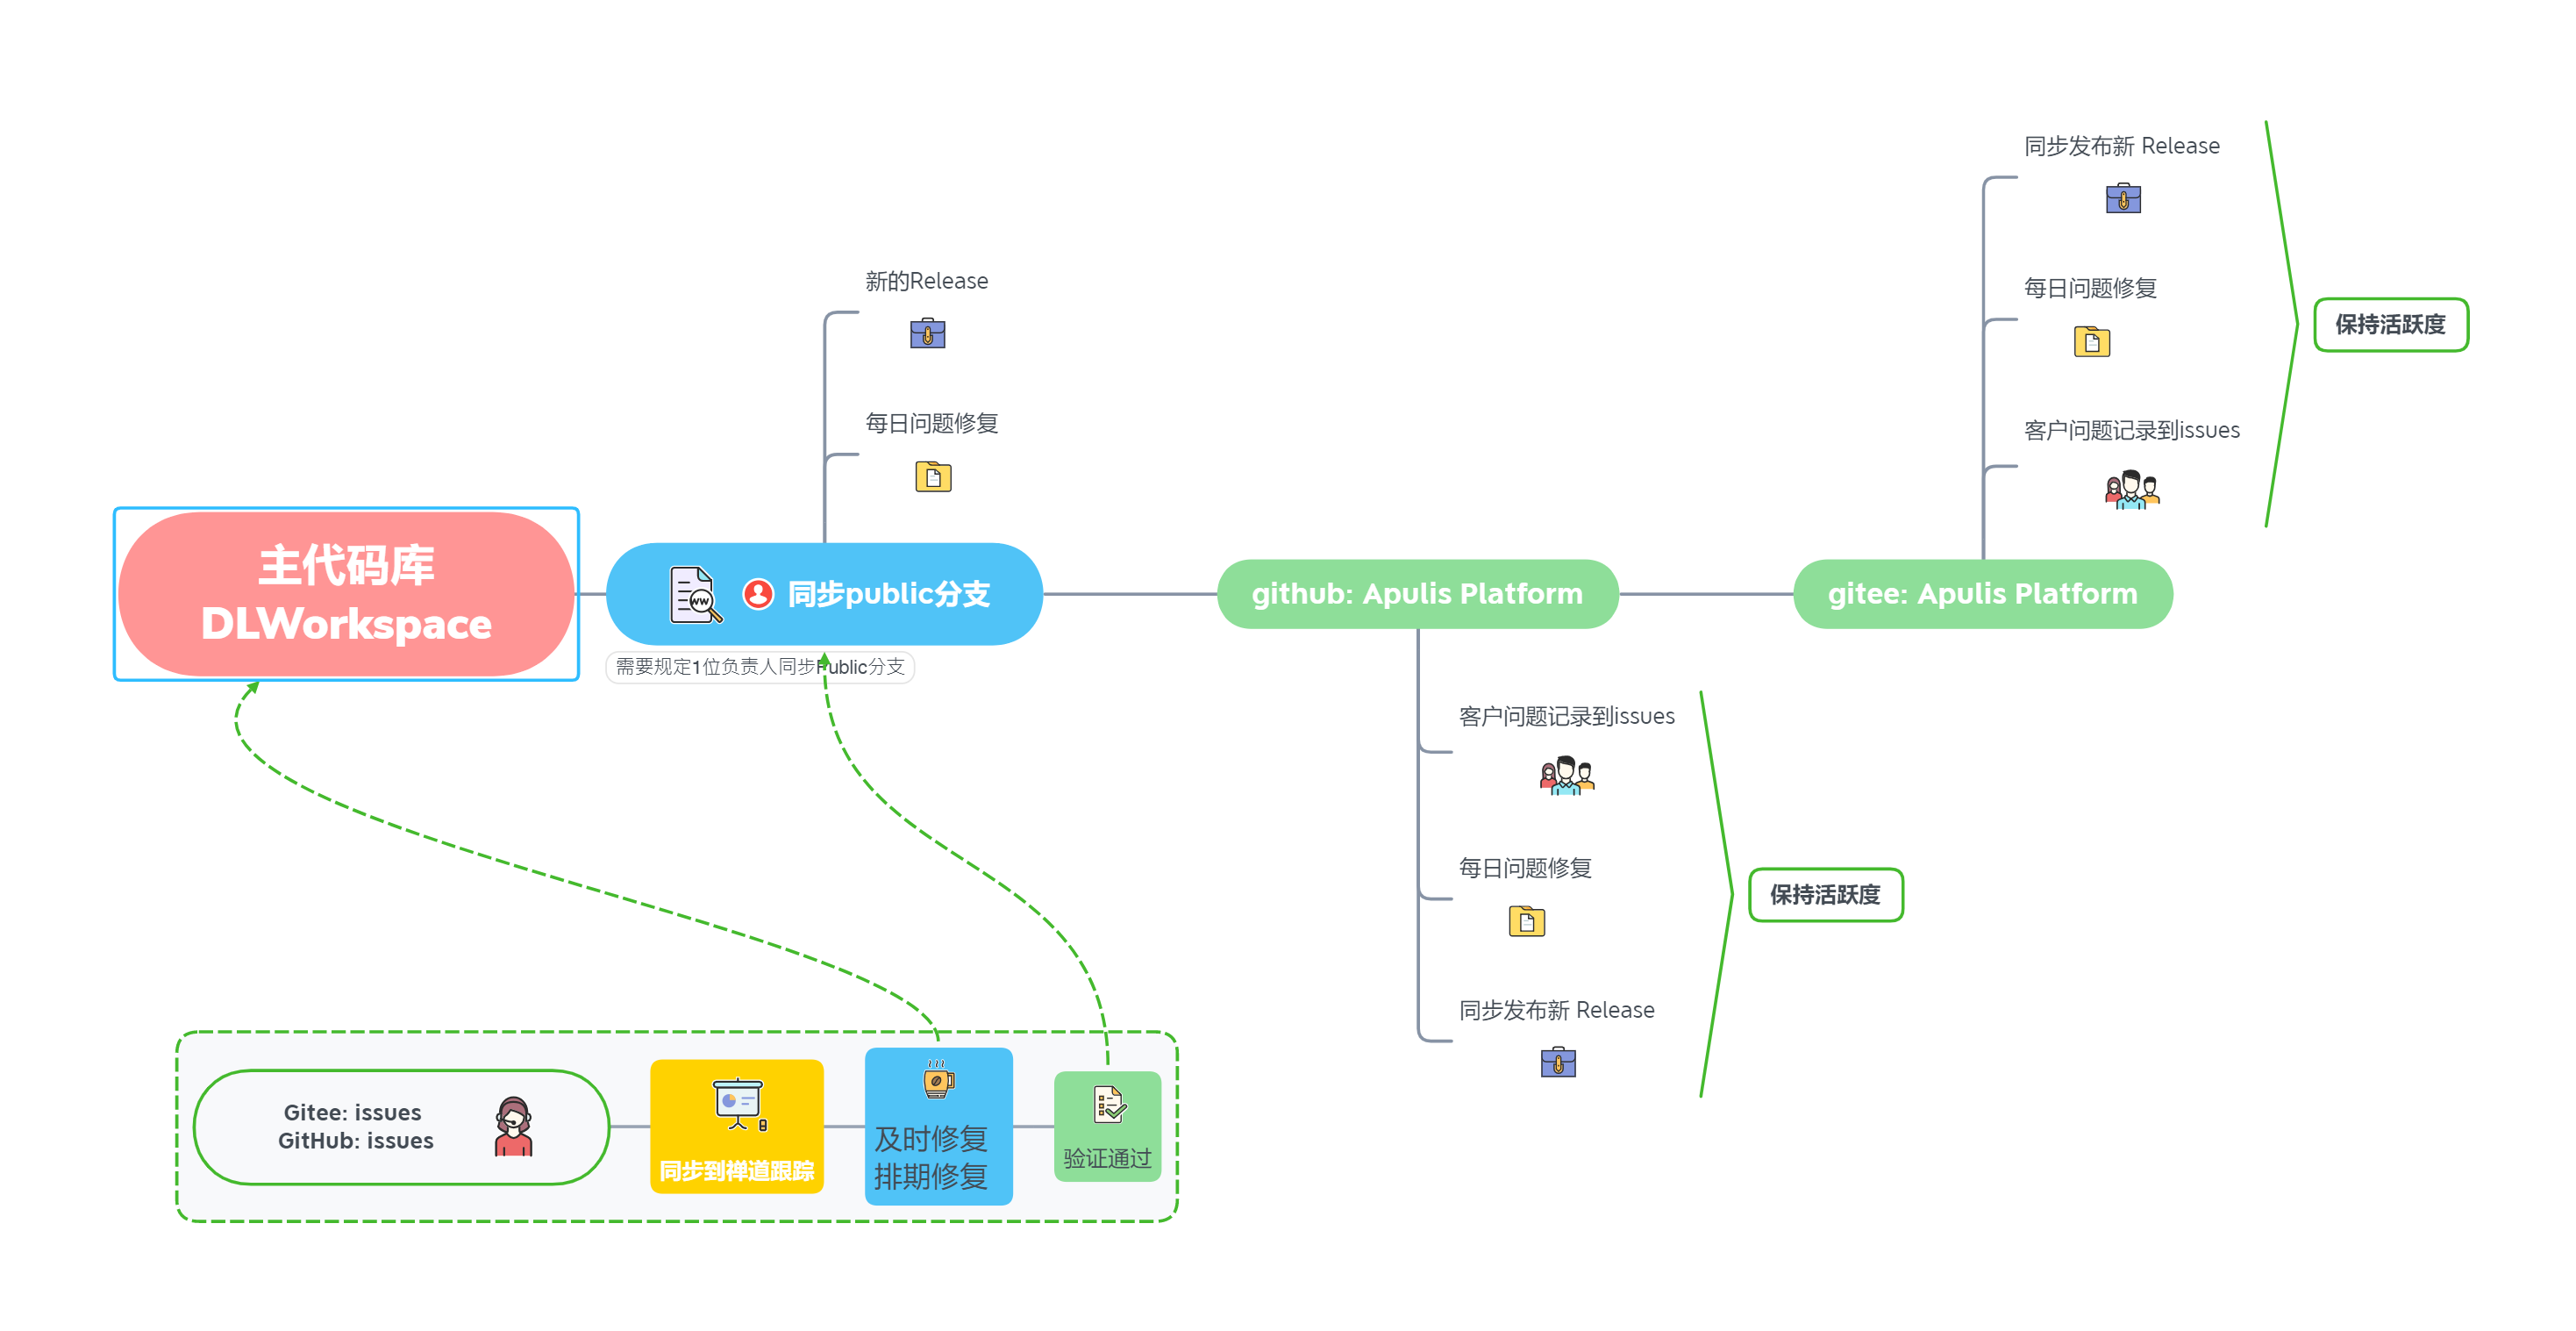 同步发布新 Release
每日问题修复
客户问题记录到issues
保持活跃度
新的Release
每日问题修复
主代码库
DLWorkspace
同步public分支
需要规定1位负责人同步Public分支
github: Apulis Platform
gitee: Apulis Platform
客户问题记录到issues
每日问题修复
同步发布新 Release
保持活跃度
Gitee: issues
GitHub: issues
同步到禅道跟踪
及时修复
排期修复
验证通过